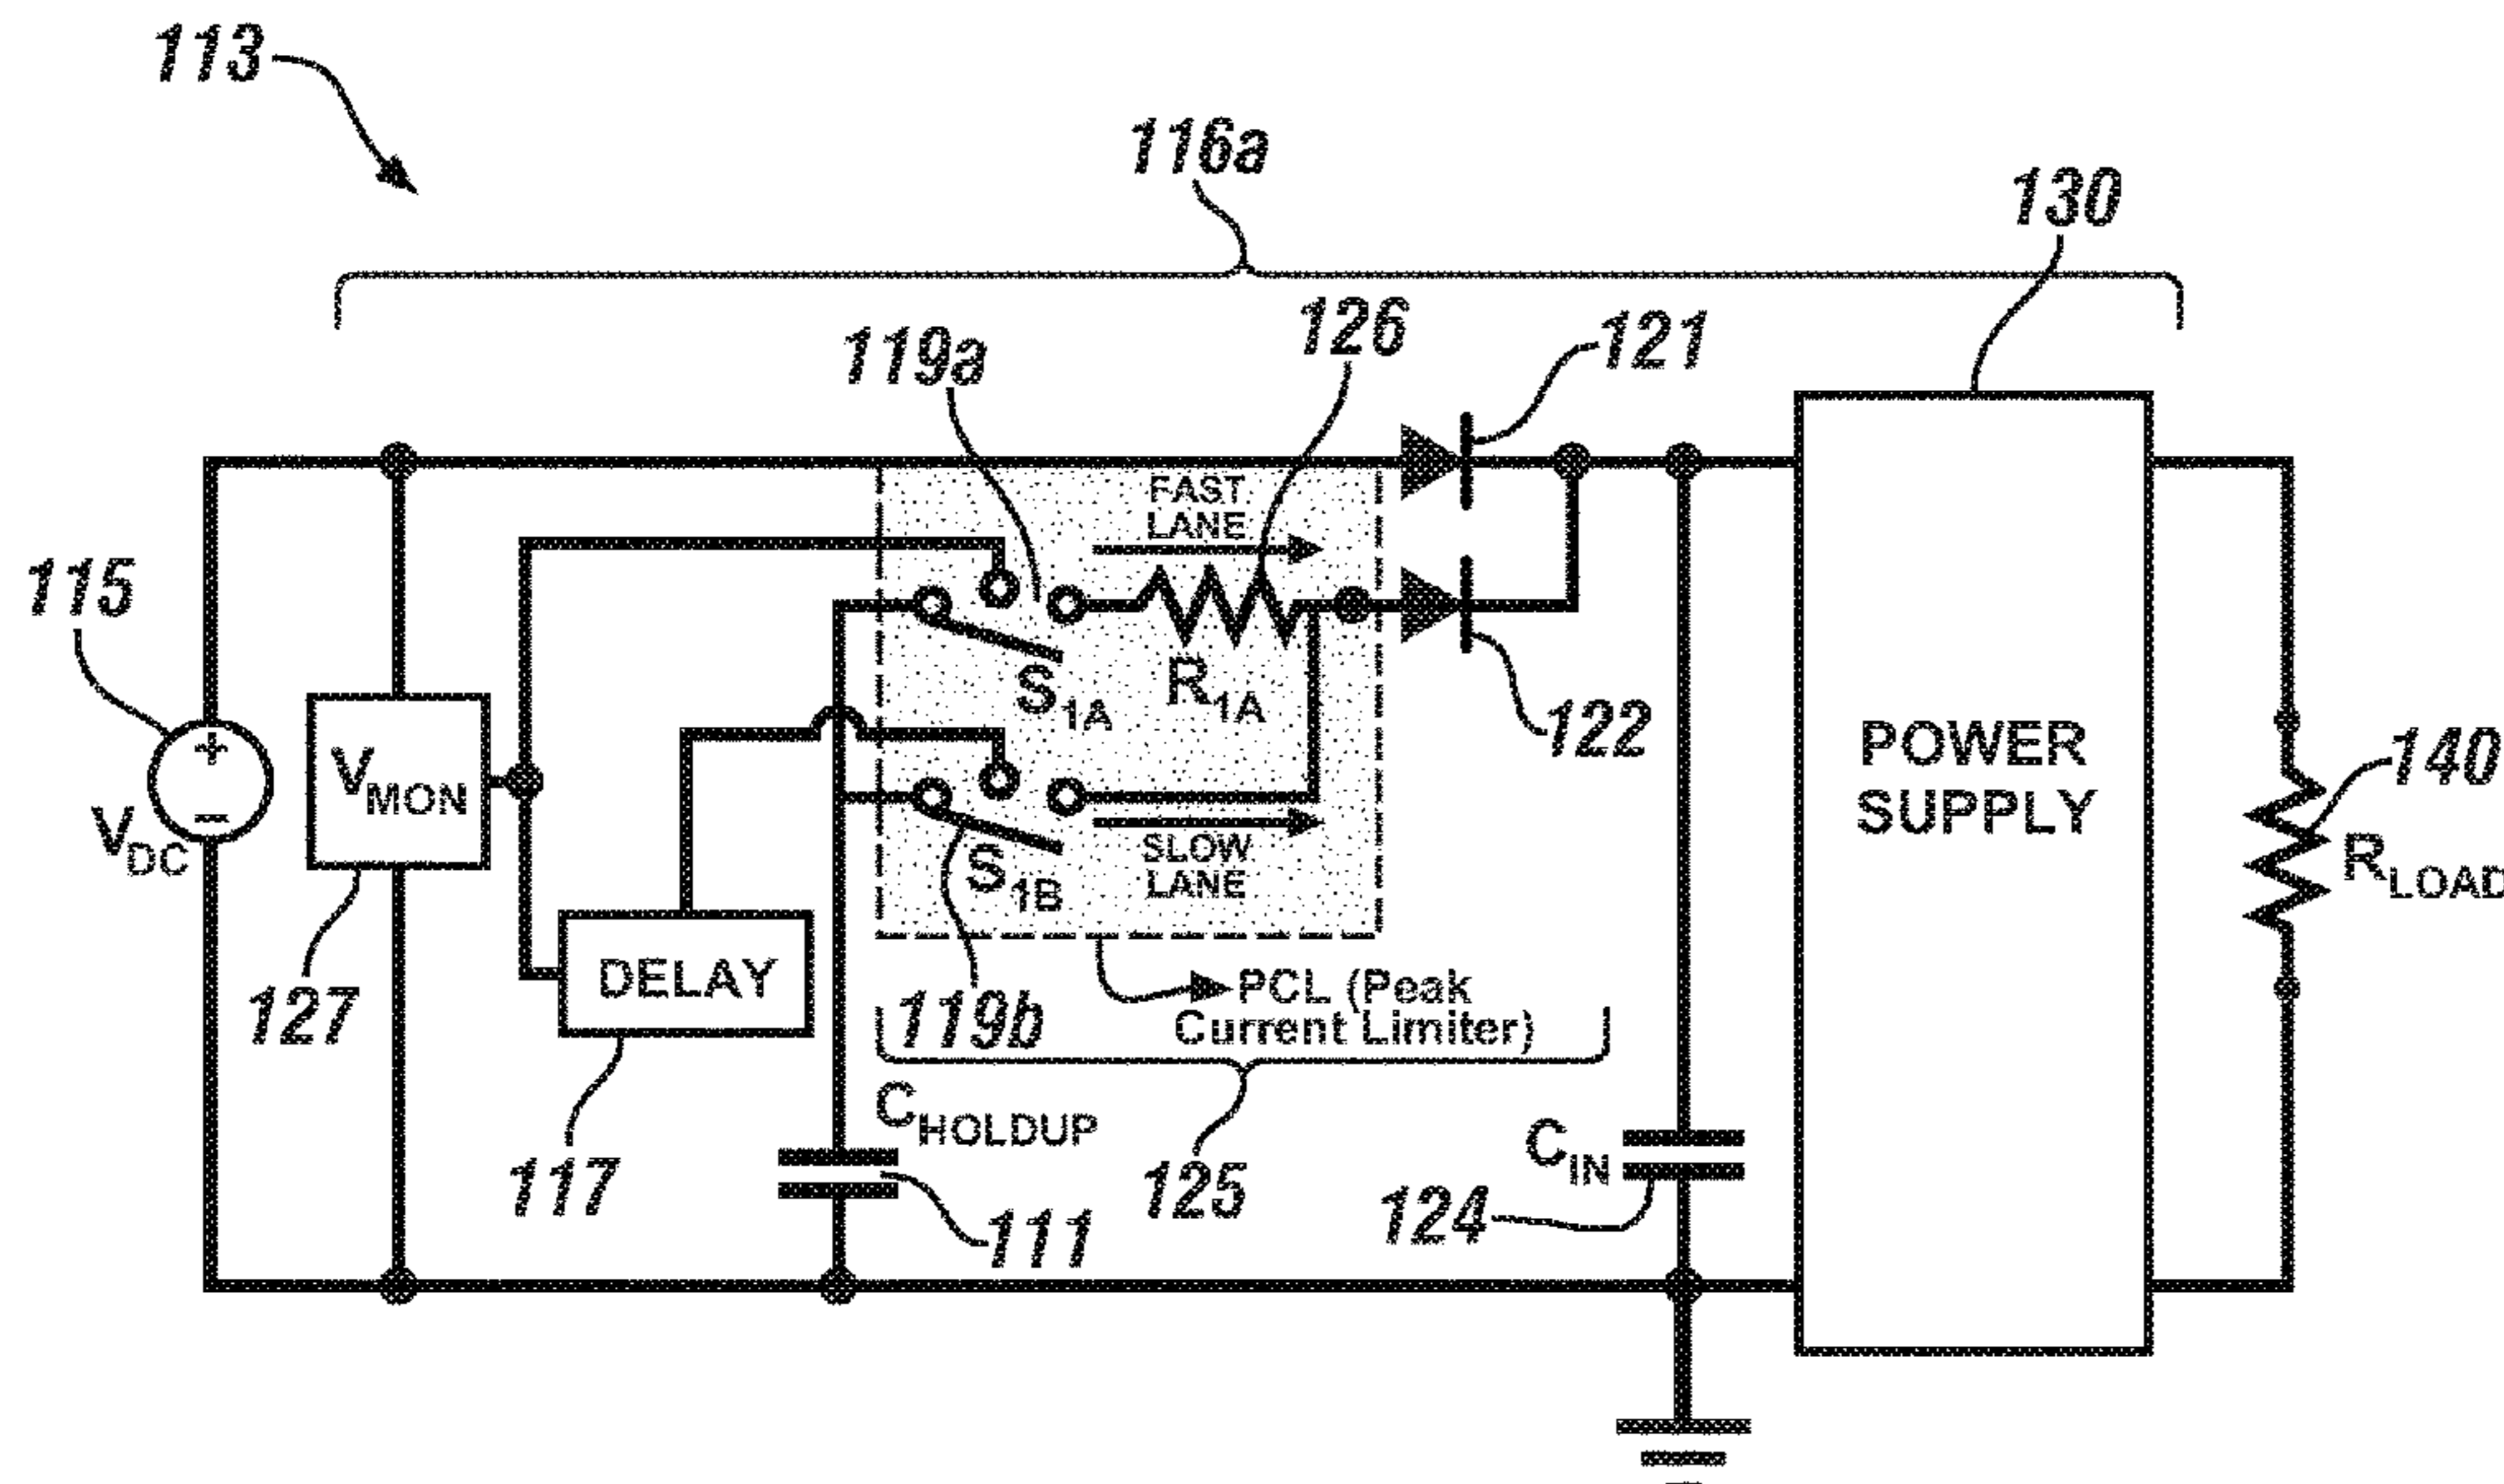 113
116a
130
126
121
119a
FAST
LANE
115
S1A
R1A
122
+
VMON
POWER
SUPPLY
140
−
VDC
SLOW
LANE
RLOAD
S1B
DELAY
PCL (Peak
Current Limiter)
127
119b
CHOLDUP
CIN
117
125
124
111